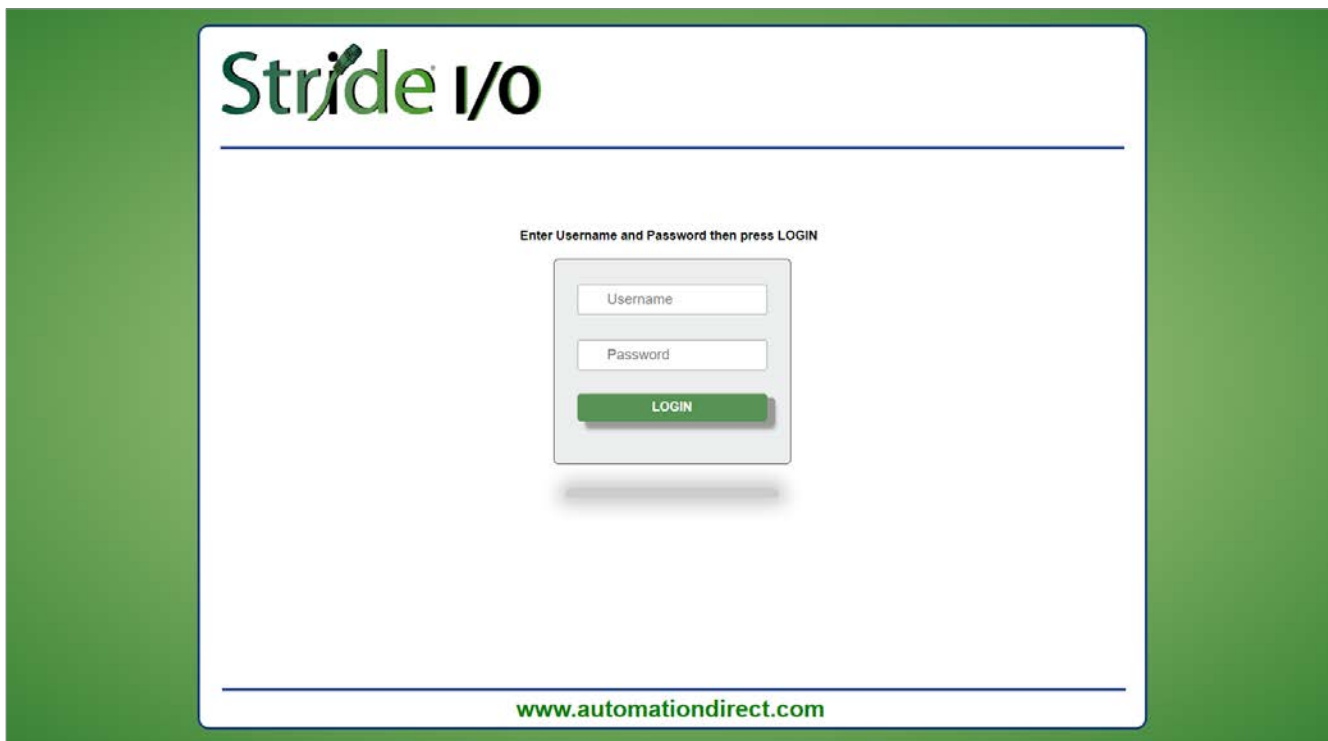 Stride I/O
Enter Username and Password then press LOGIN
Username
Password
LOGIN
www.automationdirect.com